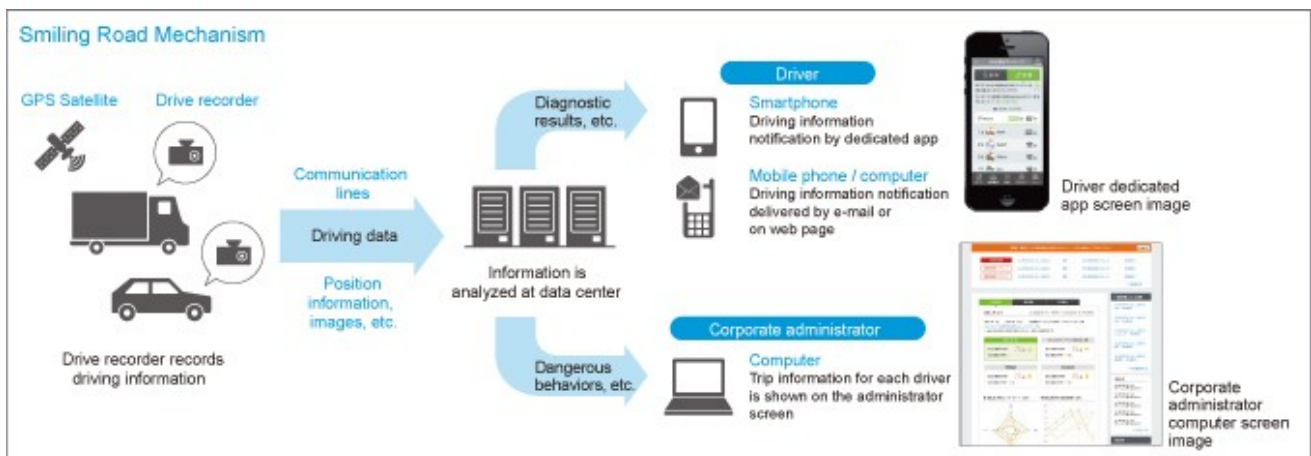 Smiling Road Mechanism
GPS Satellite
Drive recorder
Drive recorder records
driving information
Communication
lines
Driving data
Position
information,
images, etc.
Information is
analyzed at data center
Diagnostic
results, etc.
Dangerous
behaviors, etc.
Driver
Smartphone
Driving information
notification by dedicated app
Mobile phone / computer
Driving information notification
delivered by e-mail or
on web page
Driver dedicated
app screen image
Corporate administrator
Computer
Trip information for each driver
is shown on the administrator
screen
Corporate
administrator
computer screen
image